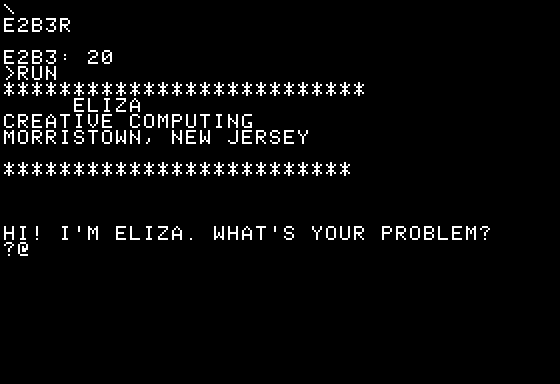 \
E2B3R
E2B3: 20
>RUN
**************************
ELIZA
CREATIVE COMPUTING
MORRISTOWN, NEW JERSEY
*************************
HI! I'M ELIZA. WHAT'S YOUR PROBLEM?
?@